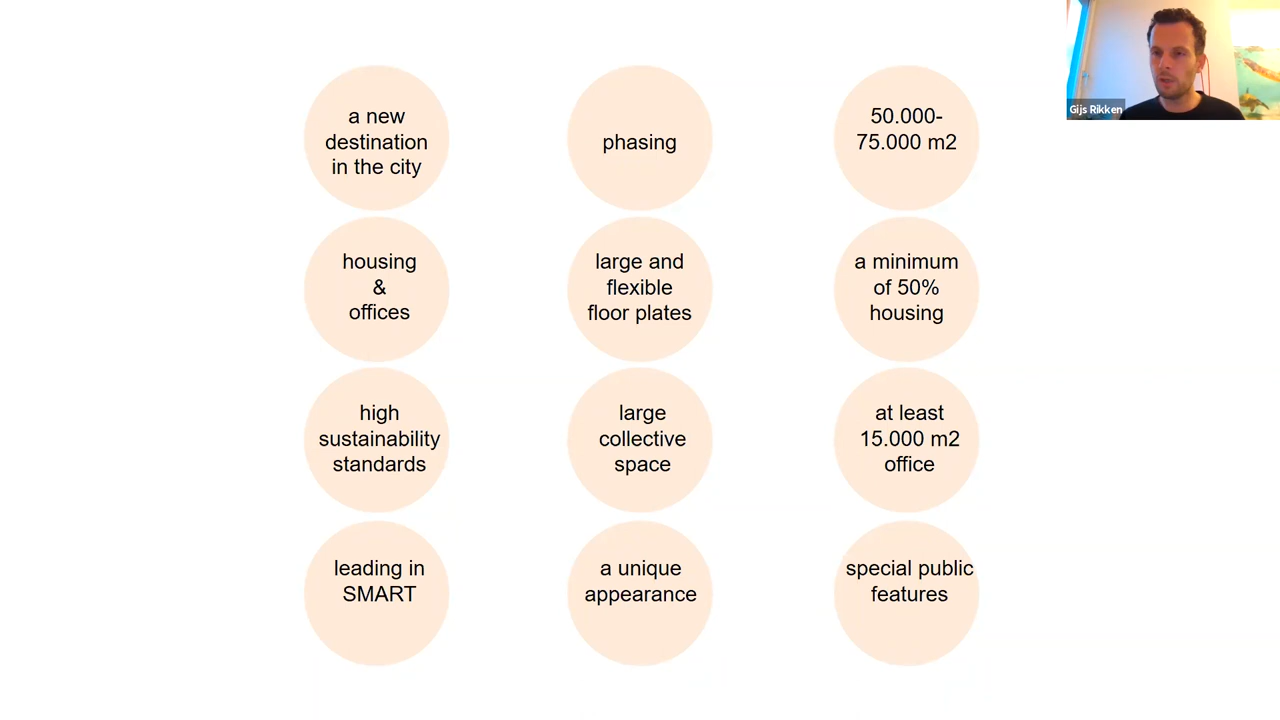 a new
destination
in the city
phasing
50.000-
75.000 m2
housing
&
offices
large and
flexible
floor plates
a minimum
of 50%
housing
high
sustainability
standards
large
collective
space
at least
15.000 m2
office
leading in
SMART
a unique
appearance
special public
features
Gijs Rikken